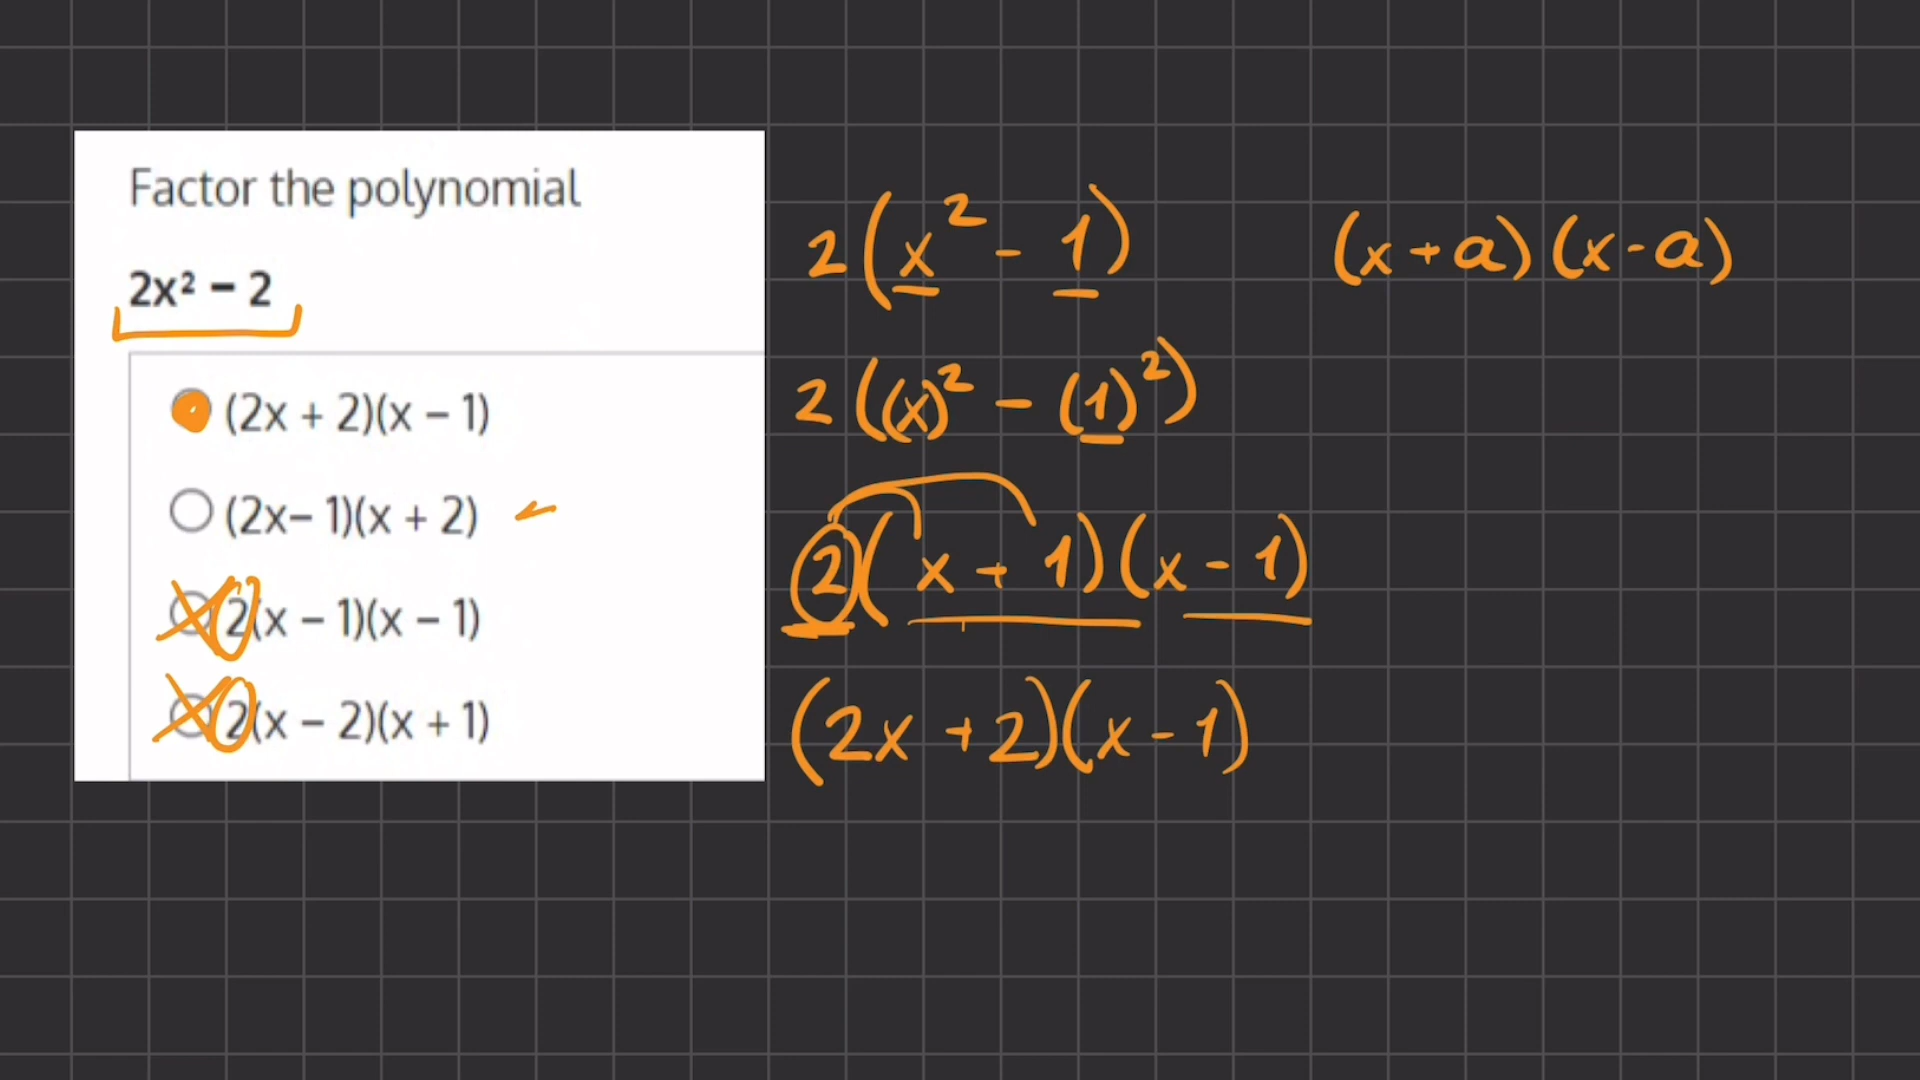 Factor the polynomial
2x² − 2
(2x + 2)(x − 1)
(2x− 1)(x + 2)
2(x − 1)(x − 1)
2(x − 2)(x + 1)
2(x² - 1)
(x + a)(x - a)
2((x)² - (1)²)
2(x + 1)(x - 1)
(2x + 2)(x - 1)